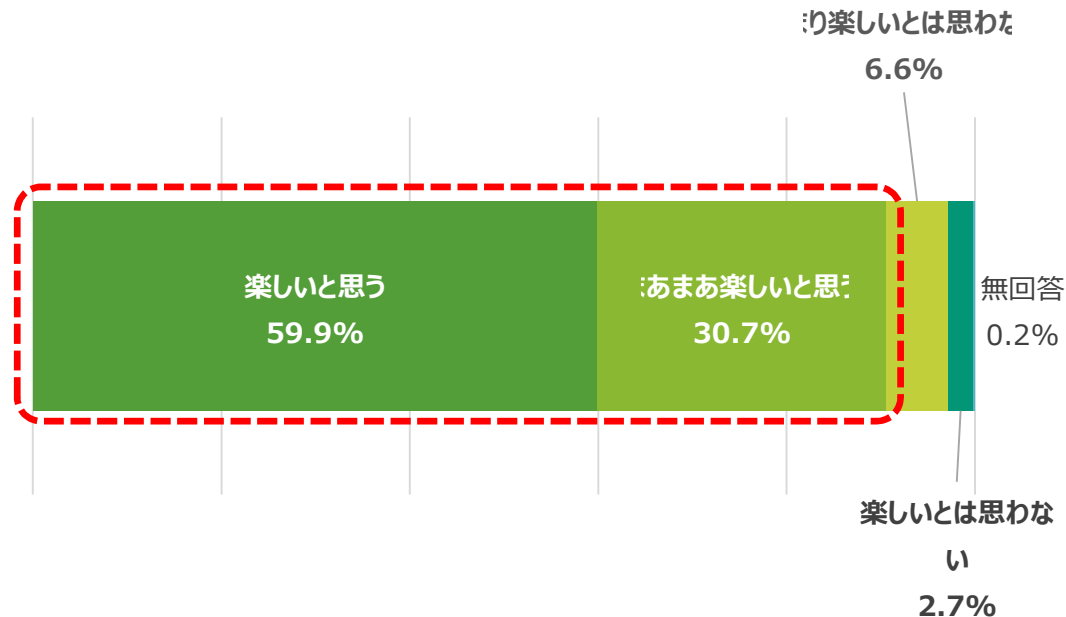 り楽しいとは思わな
6.6%
楽しいと思う
59.9%
あまあ楽しいと思う
30.7%
無回答
0.2%
楽しいとは思わな
い
2.7%